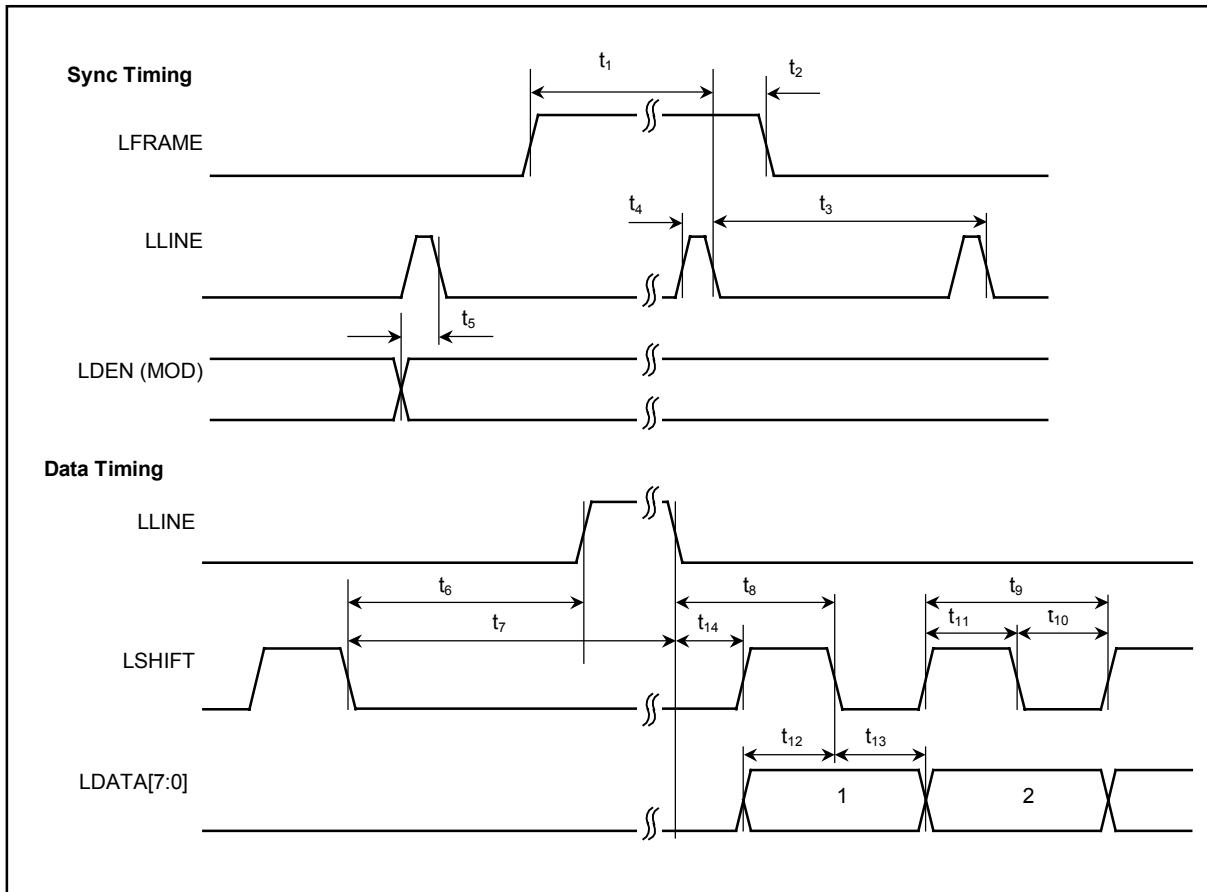 t₁
t₂
Sync Timing
LFRAME
t₄
t₃
LLINE
t₅
LDEN (MOD)
Data Timing
LLINE
t₆
t₈
t₉
t₇
t₁₄
t₁₁
t₁₀
LSHIFT
t₁₂
t₁₃
LDATA[7:0]
1
2